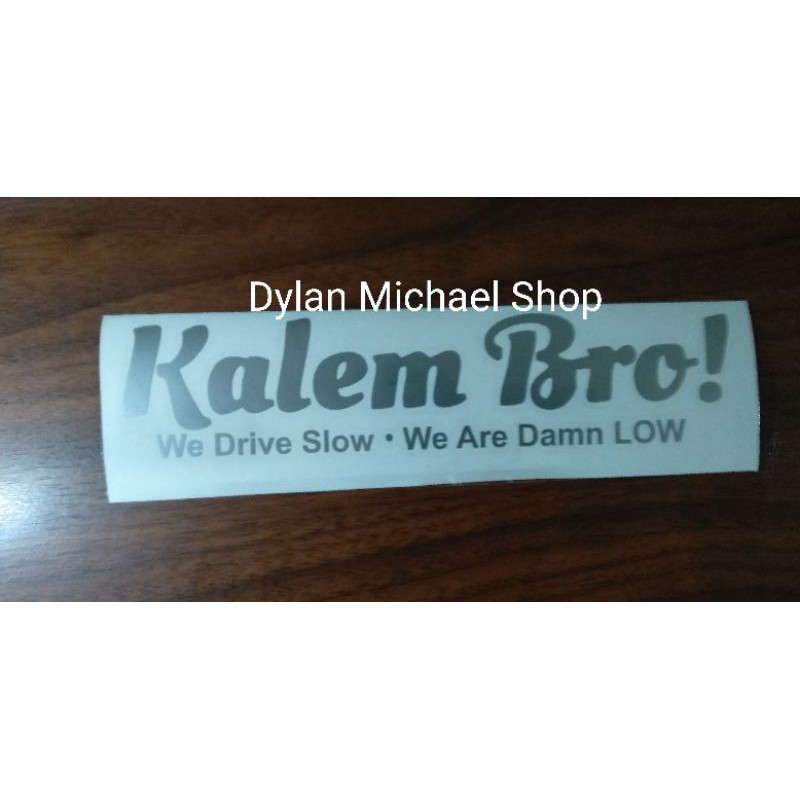 Dylan Michael Shop
Kalem Bro!
We Drive Slow • We Are Damn LOW